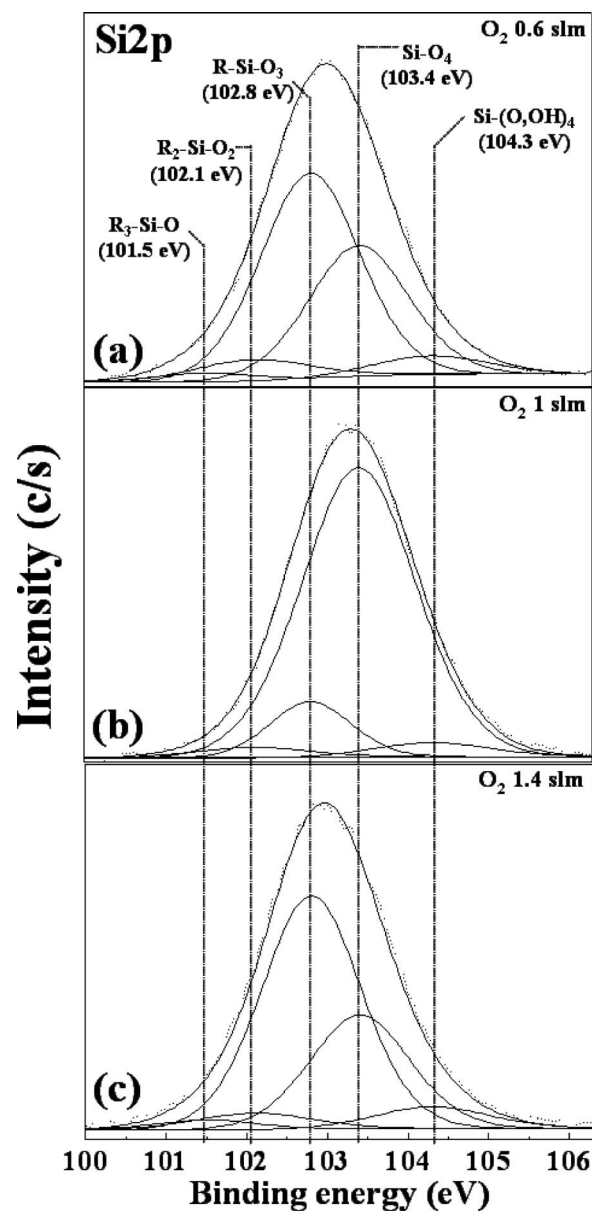 Si2p
O₂ 0.6 slm
Si-O₄
(103.4 eV)
R-Si-O₃
(102.8 eV)
Si-(O,OH)₄
(104.3 eV)
R₂-Si-O₂
(102.1 eV)
R₃-Si-O
(101.5 eV)
(a)
O₂ 1 slm
(b)
O₂ 1.4 slm
(c)
Intensity (c/s)
100 101 102 103 104 105 106
Binding energy (eV)